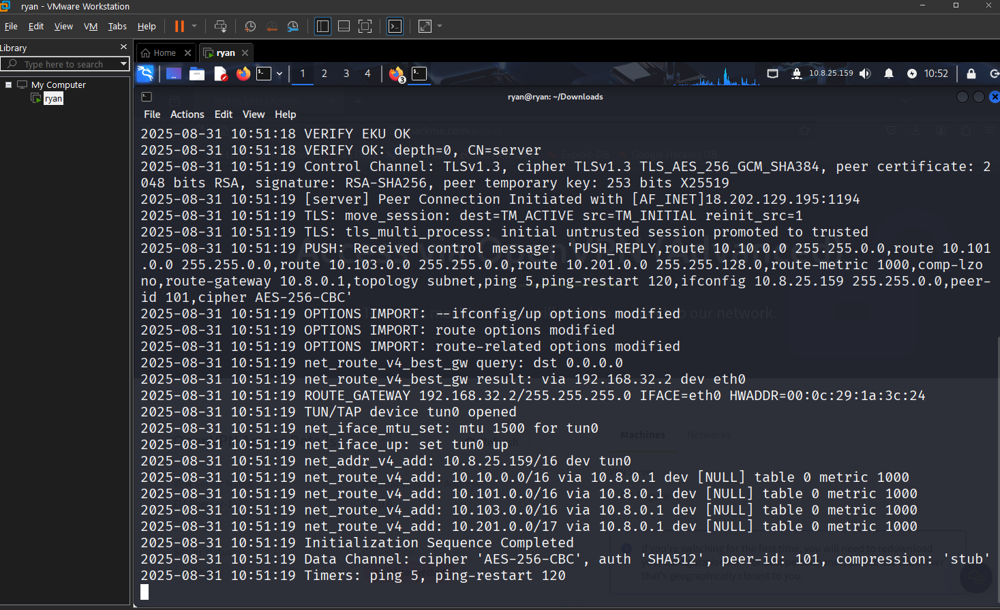 ryan - VMware Workstation
File Edit View VM Tabs Help
Library
Type here to search
My Computer
ryan
Home
ryan
1 2 3 4
3
10.8.25.159
10:52
ryan@ryan: ~/Downloads
File Actions Edit View Help
2025-08-31 10:51:18 VERIFY EKU OK
2025-08-31 10:51:18 VERIFY OK: depth=0, CN=server
2025-08-31 10:51:19 Control Channel: TLSv1.3, cipher TLSv1.3 TLS_AES_256_GCM_SHA384, peer certificate: 2
048 bits RSA, signature: RSA-SHA256, peer temporary key: 253 bits X25519
2025-08-31 10:51:19 [server] Peer Connection Initiated with [AF_INET]18.202.129.195:1194
2025-08-31 10:51:19 TLS: move_session: dest=TM_ACTIVE src=TM_INITIAL reinit_src=1
2025-08-31 10:51:19 TLS: tls_multi_process: initial untrusted session promoted to trusted
2025-08-31 10:51:19 PUSH: Received control message: 'PUSH_REPLY,route 10.10.0.0 255.255.0.0,route 10.101
.0.0 255.255.0.0,route 10.103.0.0 255.255.0.0,route 10.201.0.0 255.255.128.0,route-metric 1000,comp-lzo
no,route-gateway 10.8.0.1,topology subnet,ping 5,ping-restart 120,ifconfig 10.8.25.159 255.255.0.0,peer-
id 101,cipher AES-256-CBC'
2025-08-31 10:51:19 OPTIONS IMPORT: --ifconfig/up options modified
2025-08-31 10:51:19 OPTIONS IMPORT: route options modified
2025-08-31 10:51:19 OPTIONS IMPORT: route-related options modified
2025-08-31 10:51:19 net_route_v4_best_gw query: dst 0.0.0.0
2025-08-31 10:51:19 net_route_v4_best_gw result: via 192.168.32.2 dev eth0
2025-08-31 10:51:19 ROUTE_GATEWAY 192.168.32.2/255.255.255.0 IFACE=eth0 HWADDR=00:0c:29:1a:3c:24
2025-08-31 10:51:19 TUN/TAP device tun0 opened
2025-08-31 10:51:19 net_iface_mtu_set: mtu 1500 for tun0
2025-08-31 10:51:19 net_iface_up: set tun0 up
2025-08-31 10:51:19 net_addr_v4_add: 10.8.25.159/16 dev tun0
2025-08-31 10:51:19 net_route_v4_add: 10.10.0.0/16 via 10.8.0.1 dev [NULL] table 0 metric 1000
2025-08-31 10:51:19 net_route_v4_add: 10.101.0.0/16 via 10.8.0.1 dev [NULL] table 0 metric 1000
2025-08-31 10:51:19 net_route_v4_add: 10.103.0.0/16 via 10.8.0.1 dev [NULL] table 0 metric 1000
2025-08-31 10:51:19 net_route_v4_add: 10.201.0.0/17 via 10.8.0.1 dev [NULL] table 0 metric 1000
2025-08-31 10:51:19 Initialization Sequence Completed
2025-08-31 10:51:19 Data Channel: cipher 'AES-256-CBC', auth 'SHA512', peer-id: 101, compression: 'stub'
2025-08-31 10:51:19 Timers: ping 5, ping-restart 120
Machines Networks